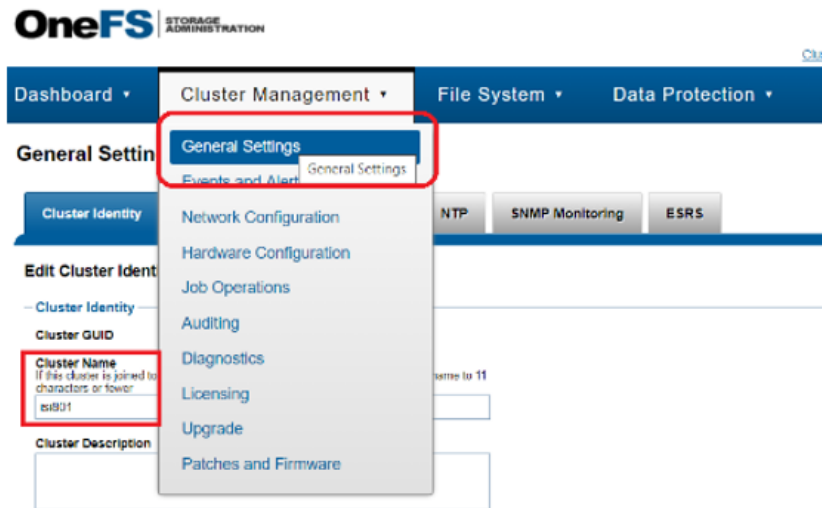 OneFS STORAGE ADMINISTRATION
Clu
Dashboard Cluster Management File System Data Protection
General Settin
General Settings
General Settings
Events and Alert
Cluster Identity
Network Configuration
NTP SNMP Monitoring ESRS
Hardware Configuration
Edit Cluster Ident
Job Operations
Cluster Identity
Auditing
Cluster GUID
Cluster Name
Diagnostics
If this cluster is joined to
name to 11
characters or fewer
Licensing
isi901
Upgrade
Cluster Description
Patches and Firmware